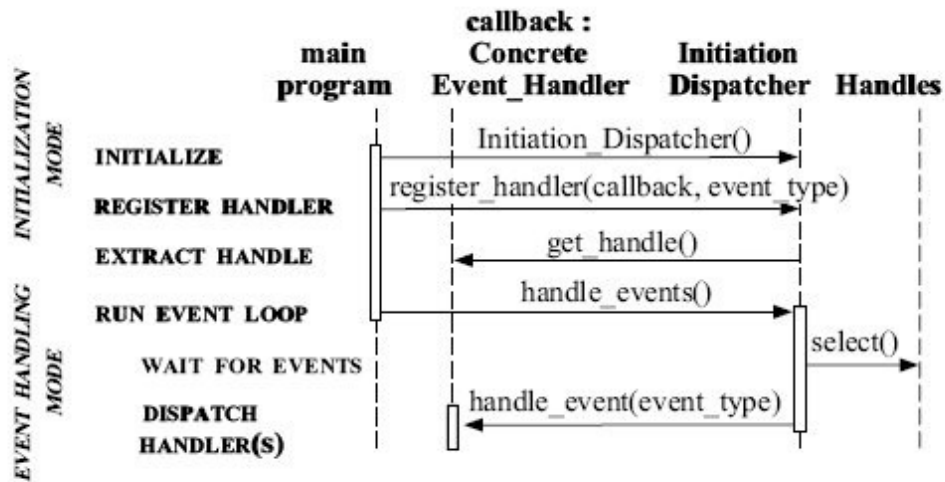 callback :
main Concrete Initiation
program Event_Handler Dispatcher Handles
INITIALIZATION
MODE
INITIALIZE
Initiation_Dispatcher()
REGISTER HANDLER
register_handler(callback, event_type)
EXTRACT HANDLE
get_handle()
EVENT HANDLING
MODE
RUN EVENT LOOP
handle_events()
WAIT FOR EVENTS
select()
DISPATCH
HANDLER(S)
handle_event(event_type)